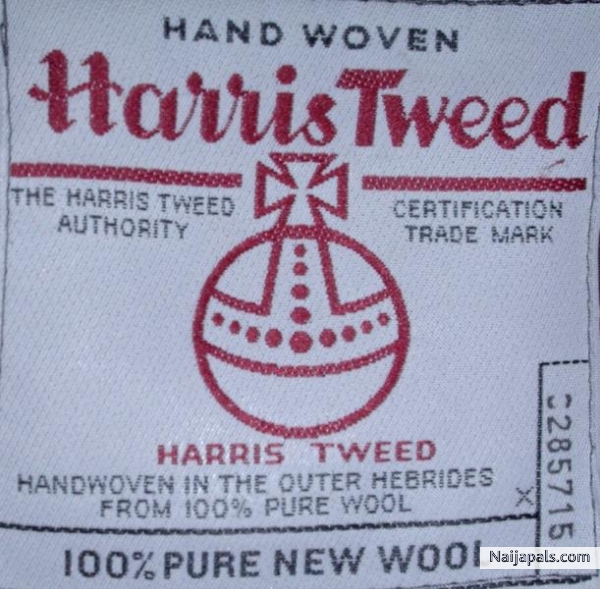 HAND WOVEN
Harris Tweed
THE HARRIS TWEED
AUTHORITY
CERTIFICATION
TRADE MARK
HARRIS TWEED
HANDWOVEN IN THE OUTER HEBRIDES
FROM 100% PURE WOOL
X
100% PURE NEW WOOL
285715
Naijapals.com